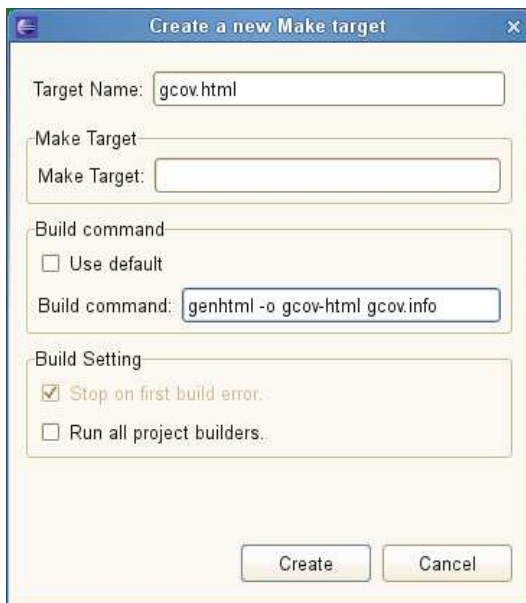 Create a new Make target
Target Name: gcov.html
Make Target
Make Target:
Build command
Use default
Build command: genhtml -o gcov-html gcov.info
Build Setting
Stop on first build error.
Run all project builders.
Create Cancel